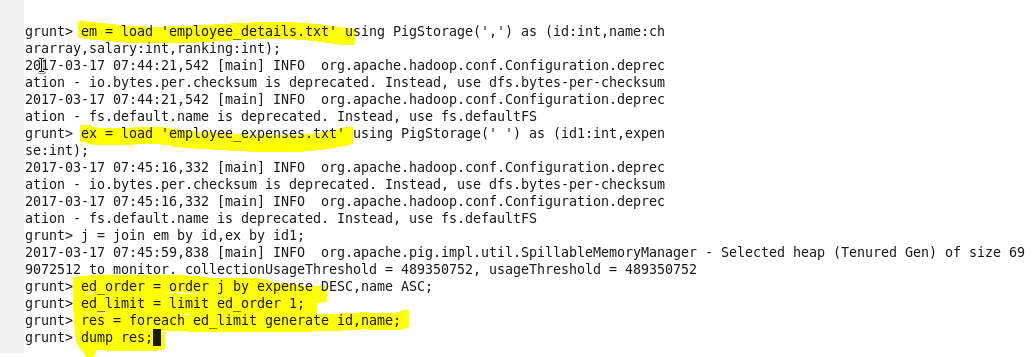 grunt> em = load 'employee_details.txt' using PigStorage(',') as (id:int,name:ch
ararray,salary:int,ranking:int);
2017-03-17 07:44:21,542 [main] INFO  org.apache.hadoop.conf.Configuration.deprec
ation - io.bytes.per.checksum is deprecated. Instead, use dfs.bytes-per-checksum
2017-03-17 07:44:21,542 [main] INFO  org.apache.hadoop.conf.Configuration.deprec
ation - fs.default.name is deprecated. Instead, use fs.defaultFS
grunt> ex = load 'employee_expenses.txt' using PigStorage(' ') as (id1:int,expen
se:int);
2017-03-17 07:45:16,332 [main] INFO  org.apache.hadoop.conf.Configuration.deprec
ation - io.bytes.per.checksum is deprecated. Instead, use dfs.bytes-per-checksum
2017-03-17 07:45:16,332 [main] INFO  org.apache.hadoop.conf.Configuration.deprec
ation - fs.default.name is deprecated. Instead, use fs.defaultFS
grunt> j = join em by id,ex by id1;
2017-03-17 07:45:59,838 [main] INFO  org.apache.pig.impl.util.SpillableMemoryManager - Selected heap (Tenured Gen) of size 69
9072512 to monitor. collectionUsageThreshold = 489350752, usageThreshold = 489350752
grunt> ed_order = order j by expense DESC,name ASC;
grunt> ed_limit = limit ed_order 1;
grunt> res = foreach ed_limit generate id,name;
grunt> dump res;